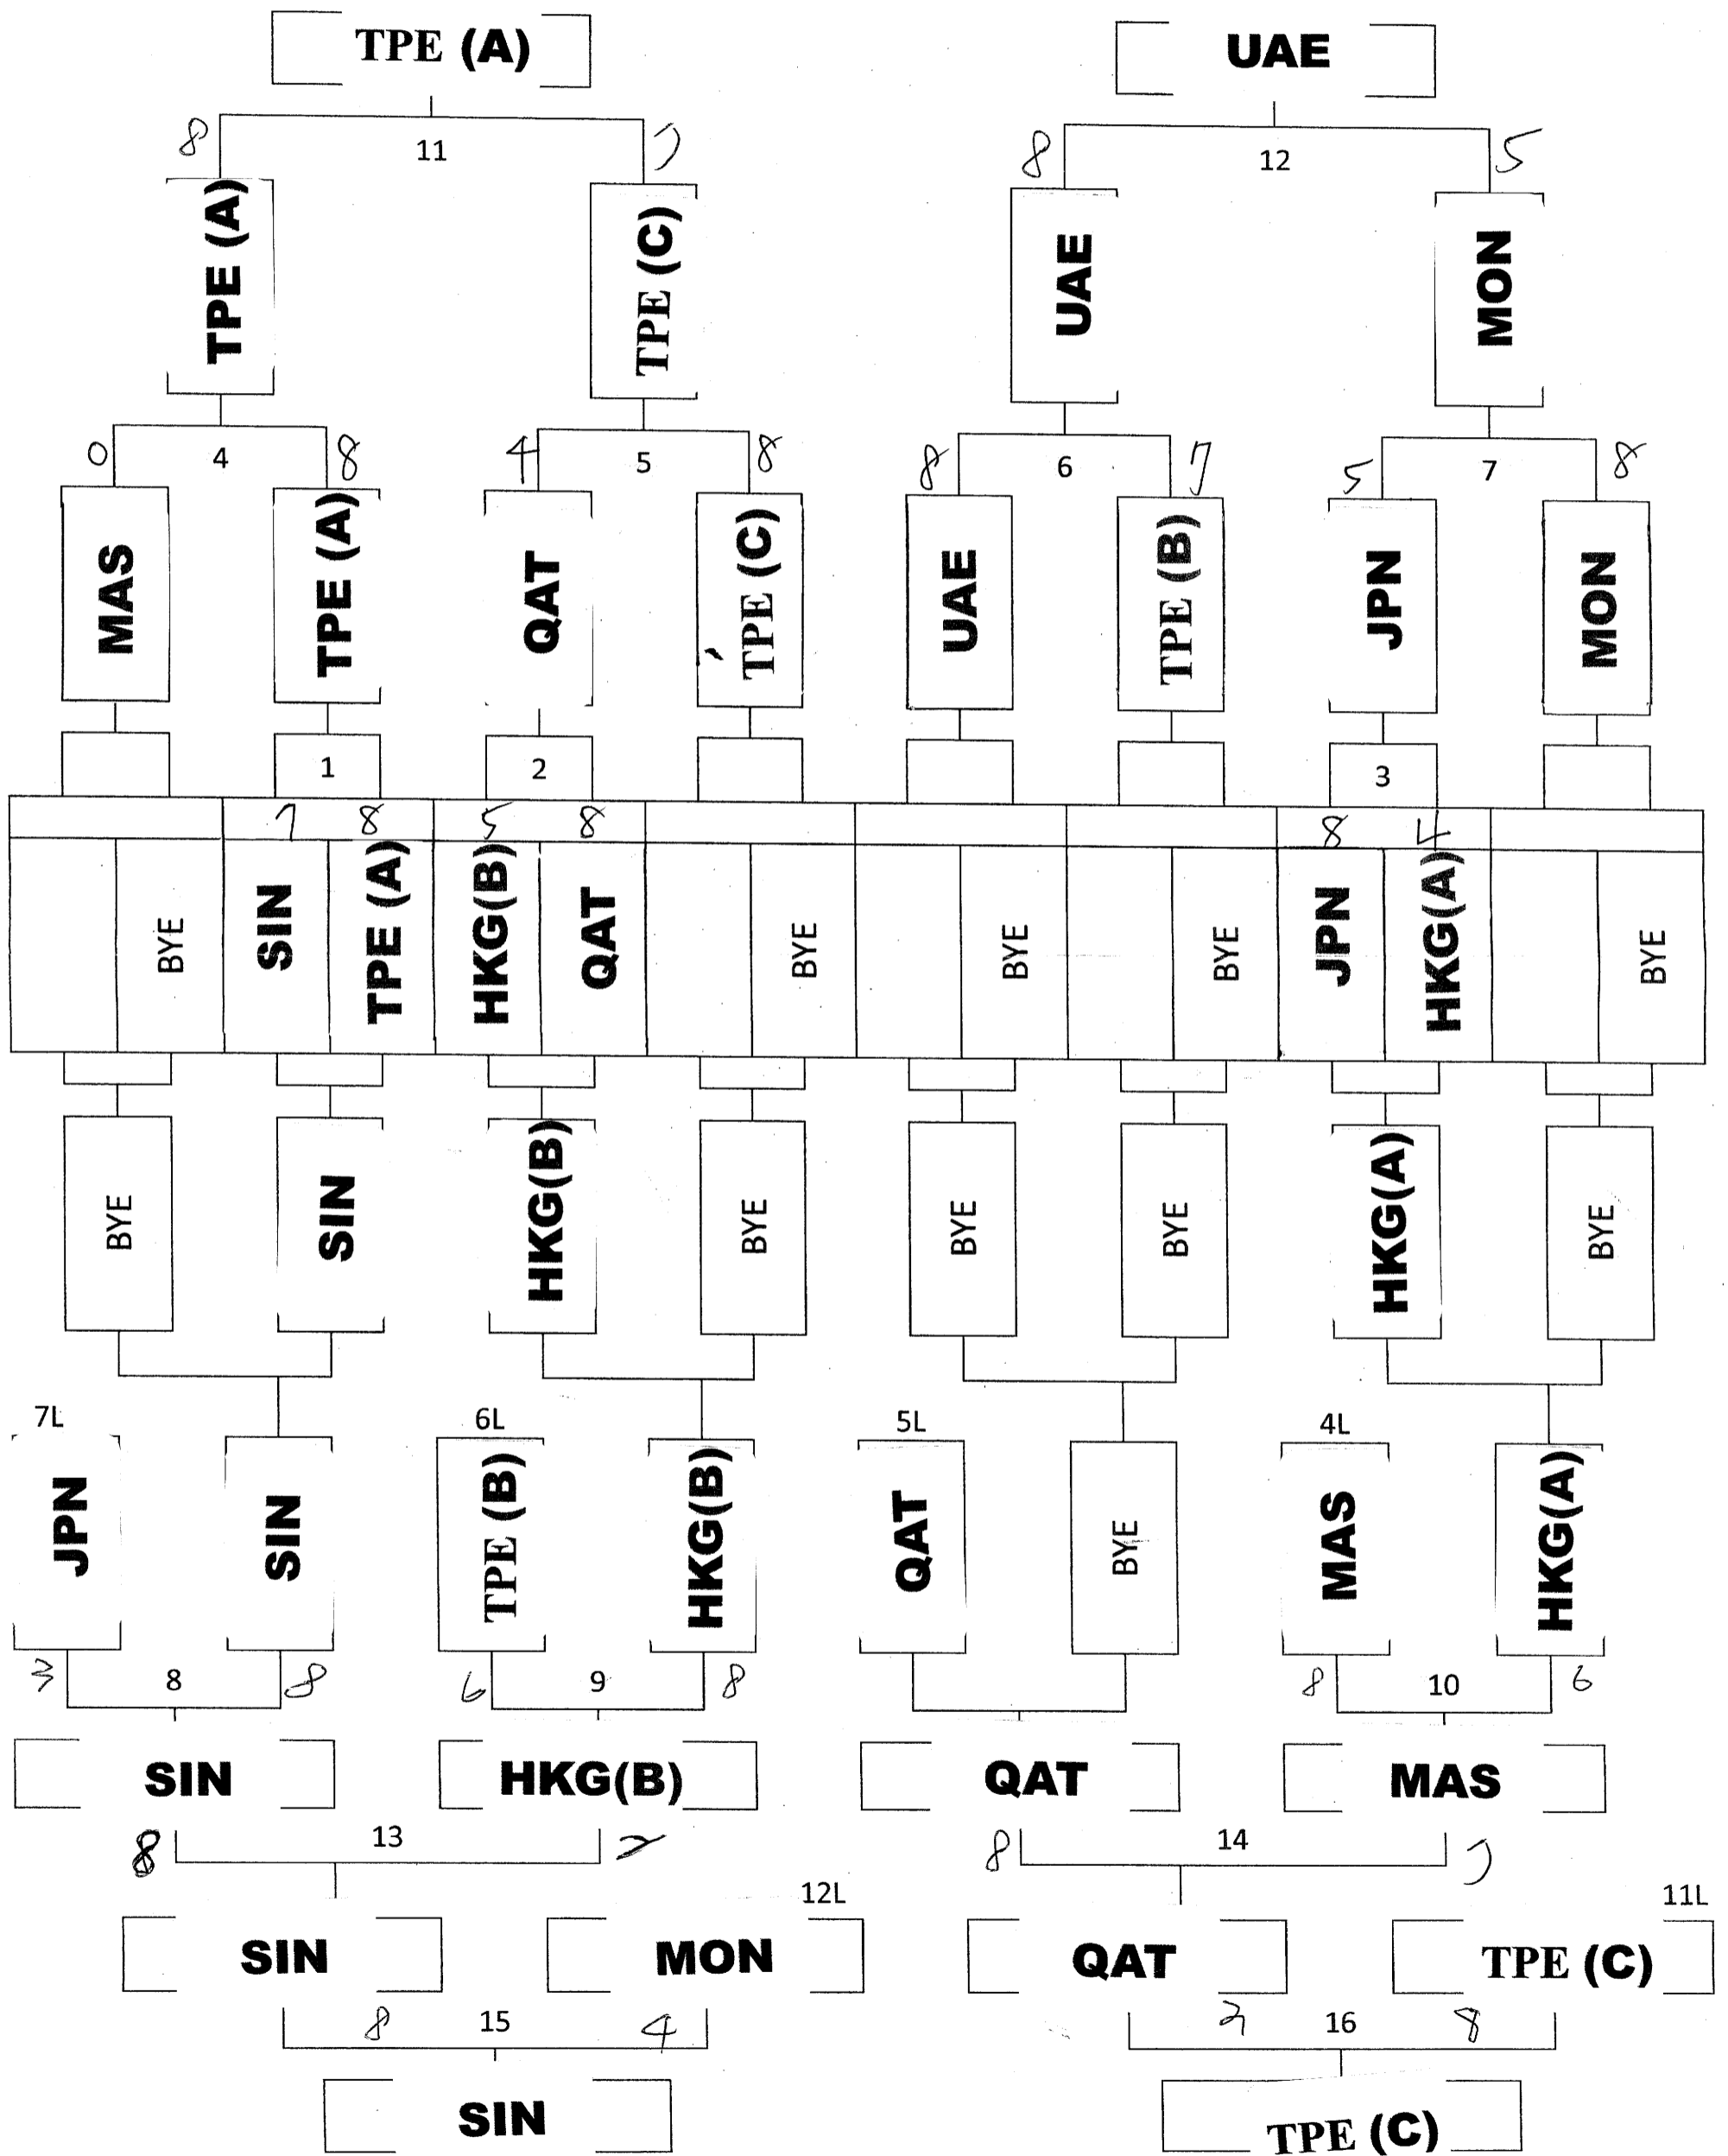 TPE (A) UAE
8 11 7 8 12 5
TPE (A) TPE (C) UAE MON
0 4 8 4 5 8 8 6 7 5 7 8
MAS TPE (A) QAT TPE (C) UAE TPE (B) JPN MON
1 2 3
7 8 5 8 8 4
BYE SIN TPE (A) HKG(B) QAT BYE BYE BYE JPN HKG(A) BYE
BYE SIN HKG(B) BYE BYE BYE HKG(A) BYE
7L 6L 5L 4L
JPN SIN TPE (B) HKG(B) QAT BYE MAS HKG(A)
3 8 8 6 9 8 8 10 6
SIN HKG(B) QAT MAS
8 13 8 14 7
12L 11L
SIN MON QAT TPE (C)
8 15 4 16 8
SIN TPE (C)